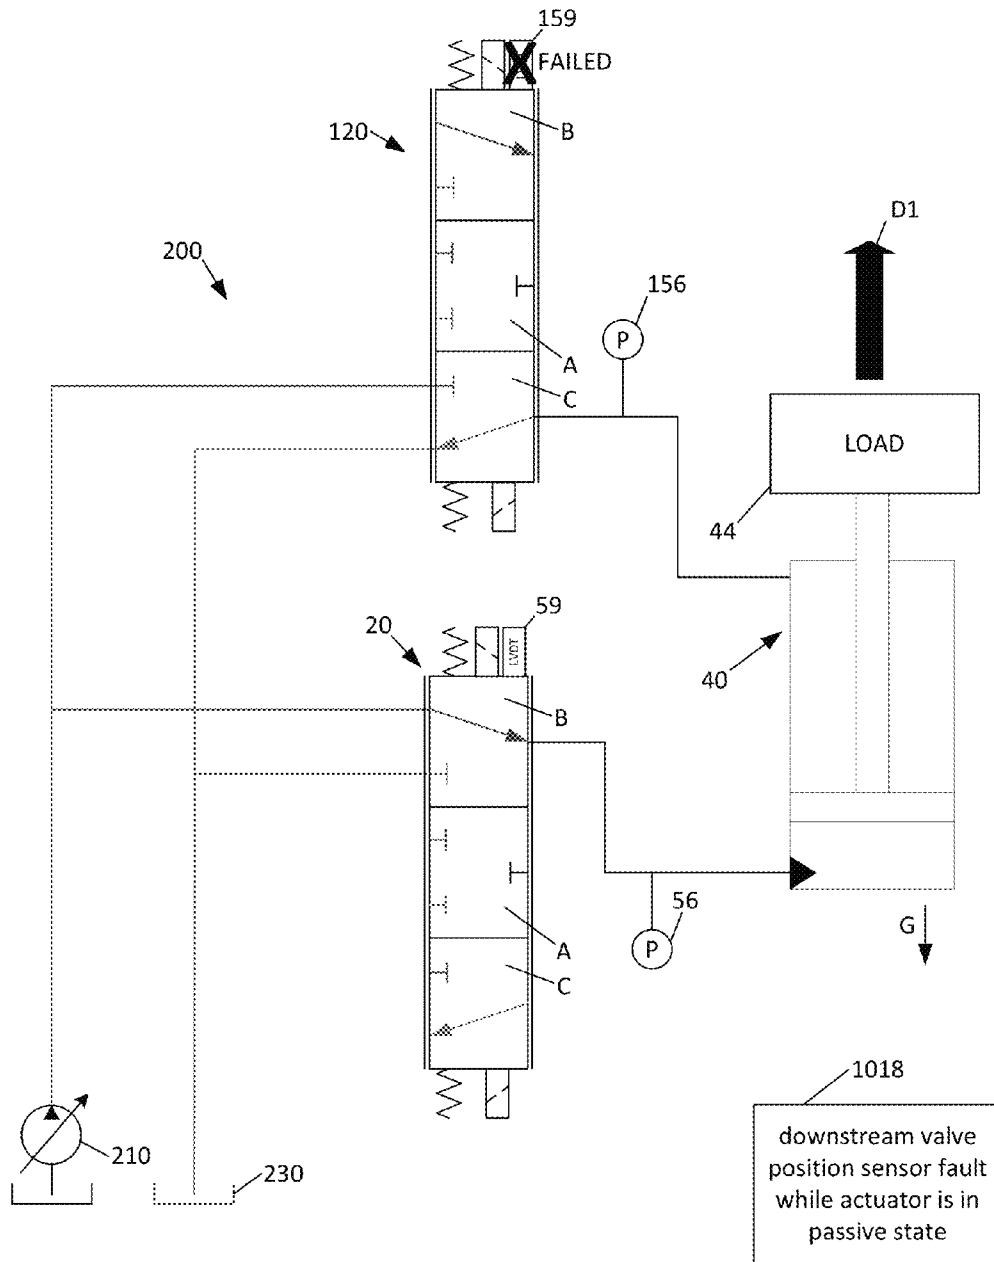 159
FAILED
B
120
D1
200
156
P
A
C
LOAD
44
59
20
LVDT
B
40
56
G
P
A
C
1018
downstream valve
position sensor fault
while actuator is in
passive state
210
230